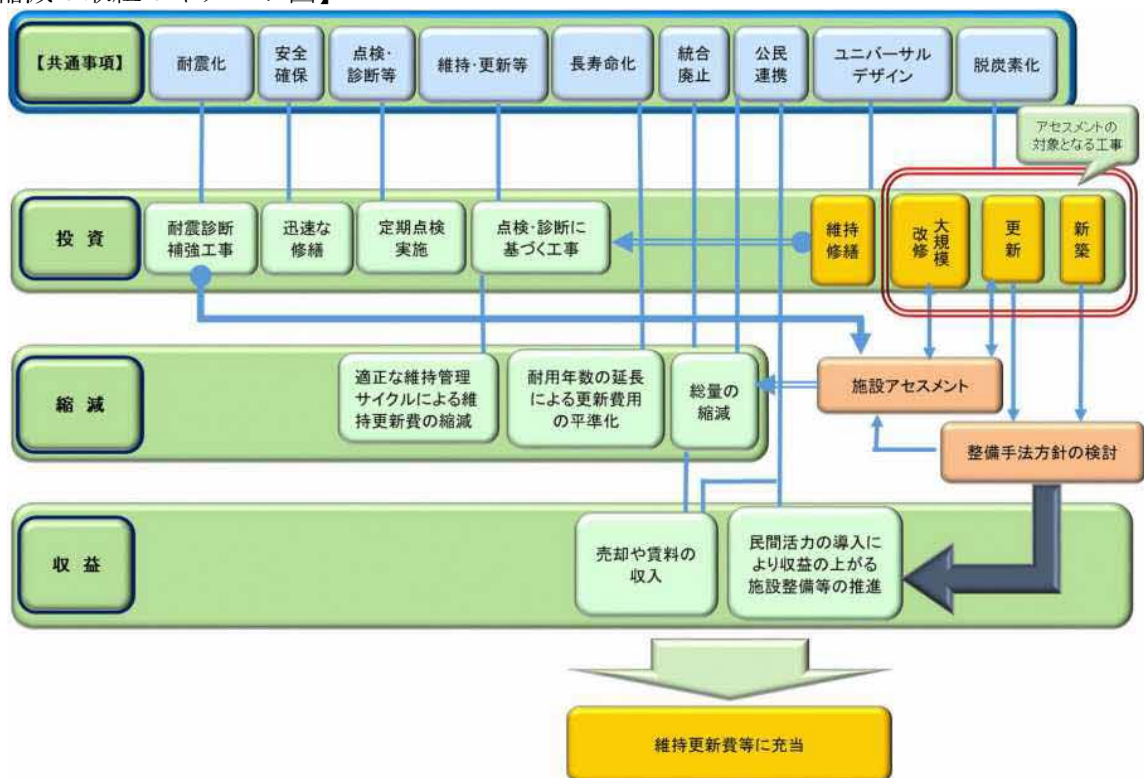 【共通事項】
耐震化
安全
確保
点検・
診断等
維持・更新等
長寿命化
統合
廃止
公民
連携
ユニバーサル
デザイン
脱炭素化
アセスメントの
対象となる工事
投 資
耐震診断
補強工事
迅速な
修繕
定期点検
実施
点検・診断に
基づく工事
維持
修繕
大規模
改修
更新
新築
縮 減
適正な維持管理
サイクルによる維
持更新費の縮減
耐用年数の延長
による更新費用
の平準化
総量の
縮減
施設アセスメント
整備手法方針の検討
収 益
売却や賃料の
収入
民間活力の導入に
より収益の上がる
施設整備等の推進
維持更新費等に充当